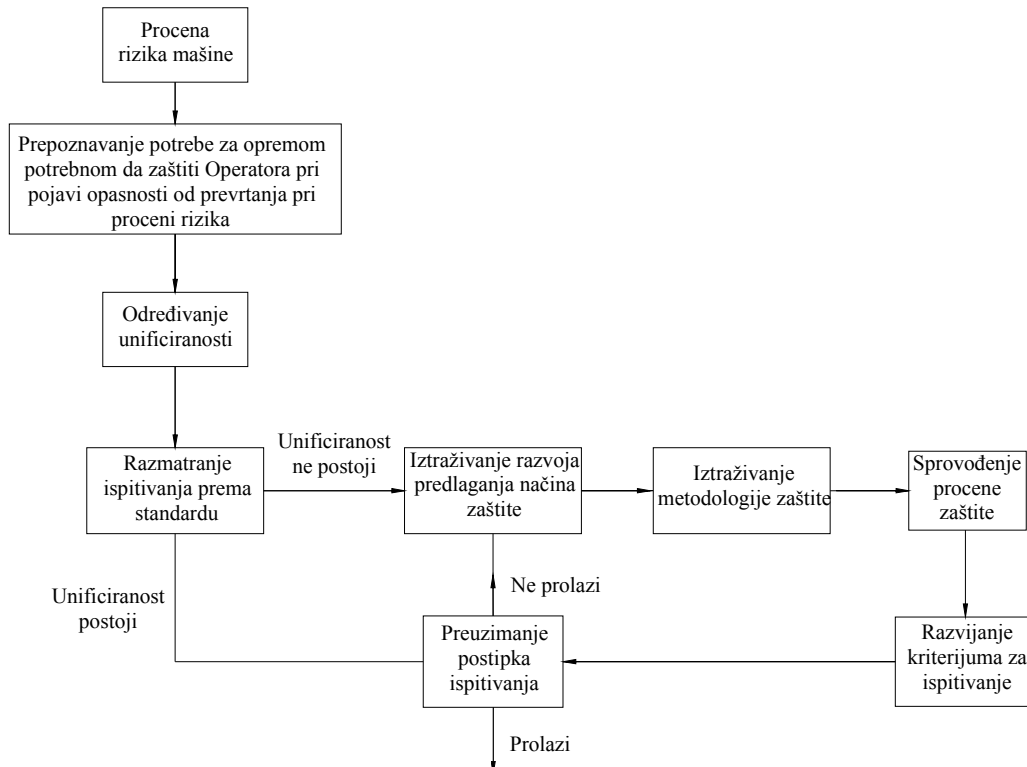 Procena
rizika mašine
Prepoznavanje potrebe za opremom
potrebnom da zaštiti Operatora pri
pojavi opasnosti od prevrtanja pri
proceni rizika
Određivanje
unificiranosti
Razmatranje
ispitivanja prema
standardu
Unificiranost
ne postoji
Iztraživanje razvoja
predlaganja načina
zaštite
Iztraživanje
metodologije zaštite
Sprovođenje
procene
zaštite
Unificiranost
postoji
Ne prolazi
Preuzimanje
postipka
ispitivanja
Razvijanje
kriterijuma za
ispitivanje
Prolazi